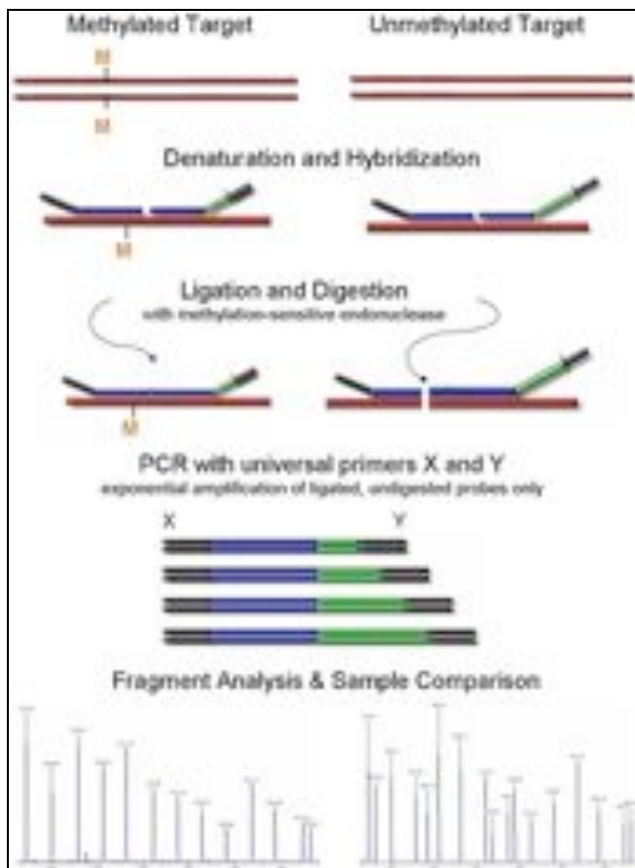 Methylated Target Unmethylated Target
M
M
Denaturation and Hybridization
M
Ligation and Digestion
with methylation-sensitive endonuclease
M
PCR with universal primers X and Y
exponential amplification of ligated, undigested probes only
X Y
Fragment Analysis & Sample Comparison